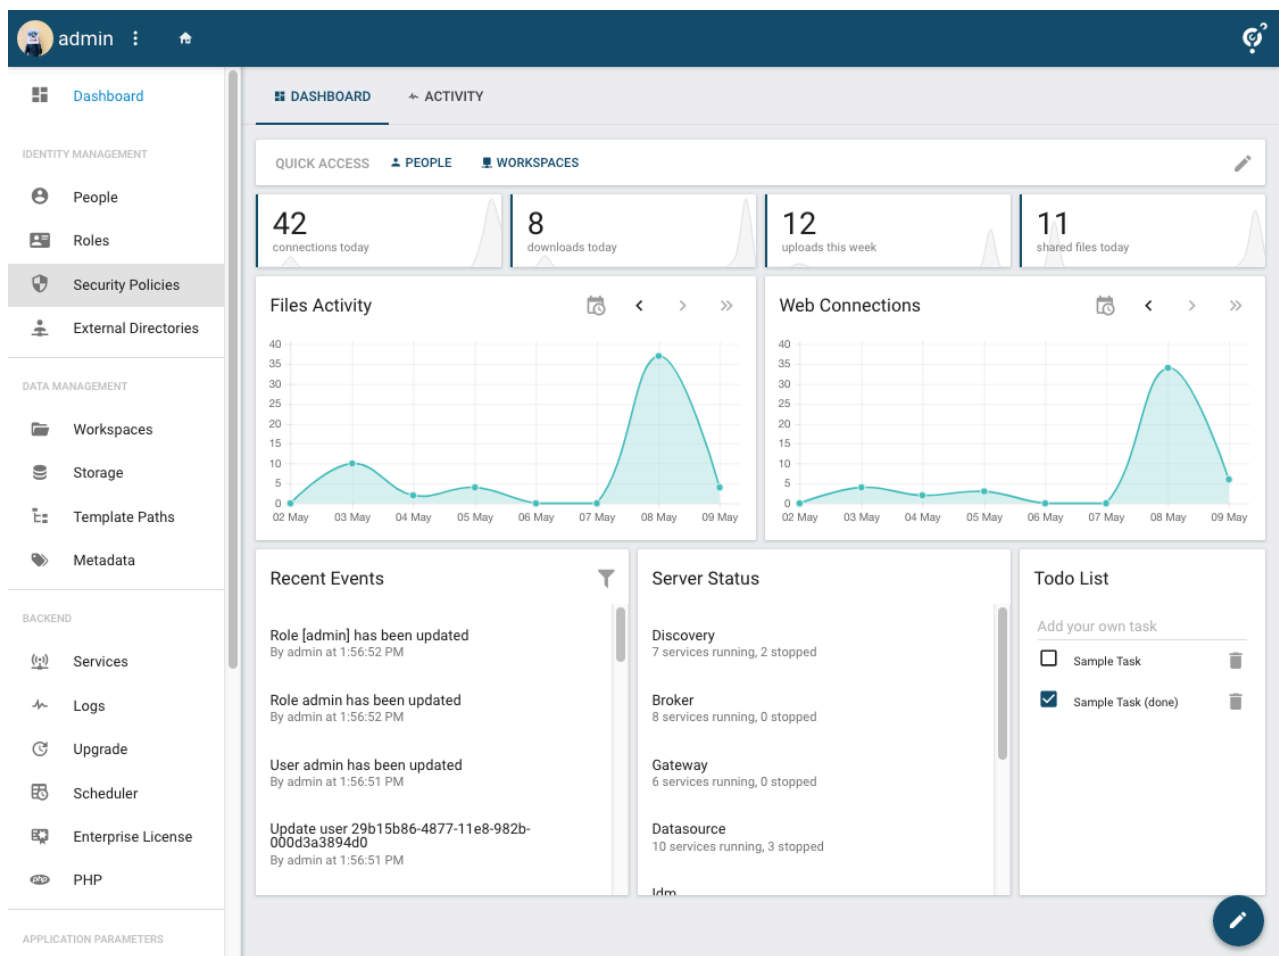 admin
Dashboard
IDENTITY MANAGEMENT
People
Roles
Security Policies
External Directories
DATA MANAGEMENT
Workspaces
Storage
Template Paths
Metadata
BACKEND
Services
Logs
Upgrade
Scheduler
Enterprise License
php
PHP
APPLICATION PARAMETERS
DASHBOARD
ACTIVITY
QUICK ACCESS
PEOPLE
WORKSPACES
42
connections today
8
downloads today
12
uploads this week
11
shared files today
Files Activity
40
35
30
25
20
15
10
5
0
02 May 03 May 04 May 05 May 06 May 07 May 08 May 09 May
Web Connections
40
35
30
25
20
15
10
5
0
02 May 03 May 04 May 05 May 06 May 07 May 08 May 09 May
Recent Events
Role [admin] has been updated
By admin at 1:56:52 PM
Role admin has been updated
By admin at 1:56:52 PM
User admin has been updated
By admin at 1:56:51 PM
Update user 29b15b86-4877-11e8-982b-
000d3a3894d0
By admin at 1:56:51 PM
Server Status
Discovery
7 services running, 2 stopped
Broker
8 services running, 0 stopped
Gateway
6 services running, 0 stopped
Datasource
10 services running, 3 stopped
Idm
Todo List
Add your own task
Sample Task
Sample Task (done)